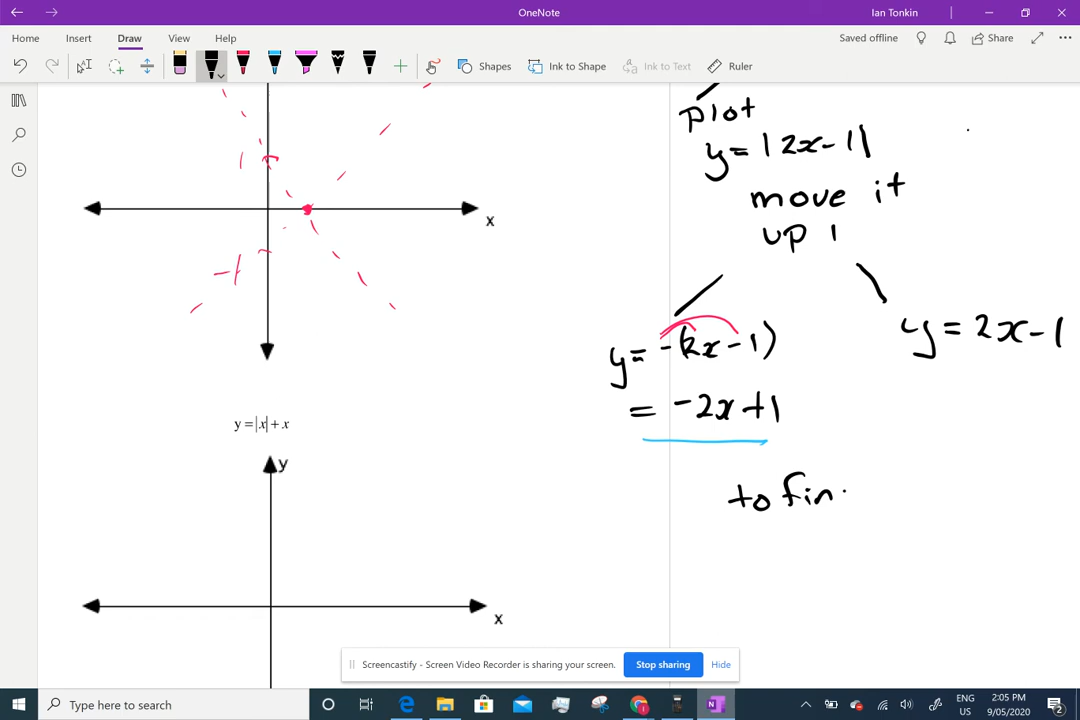 OneNote
Ian Tonkin
Home Insert Draw View Help
Saved offline
Share
Ink to Shape
Shapes
Ink to Text
Ruler
plot
y = |2x - 1|
move it
up 1
1
x
-1
y = -(2x - 1)
y = 2x - 1
= -2x + 1
y = |x| + x
y
to fin
x
Screencastify - Screen Video Recorder is sharing your screen.
Stop sharing
Hide
Type here to search
ENG
US
2:05 PM
9/05/2020
2